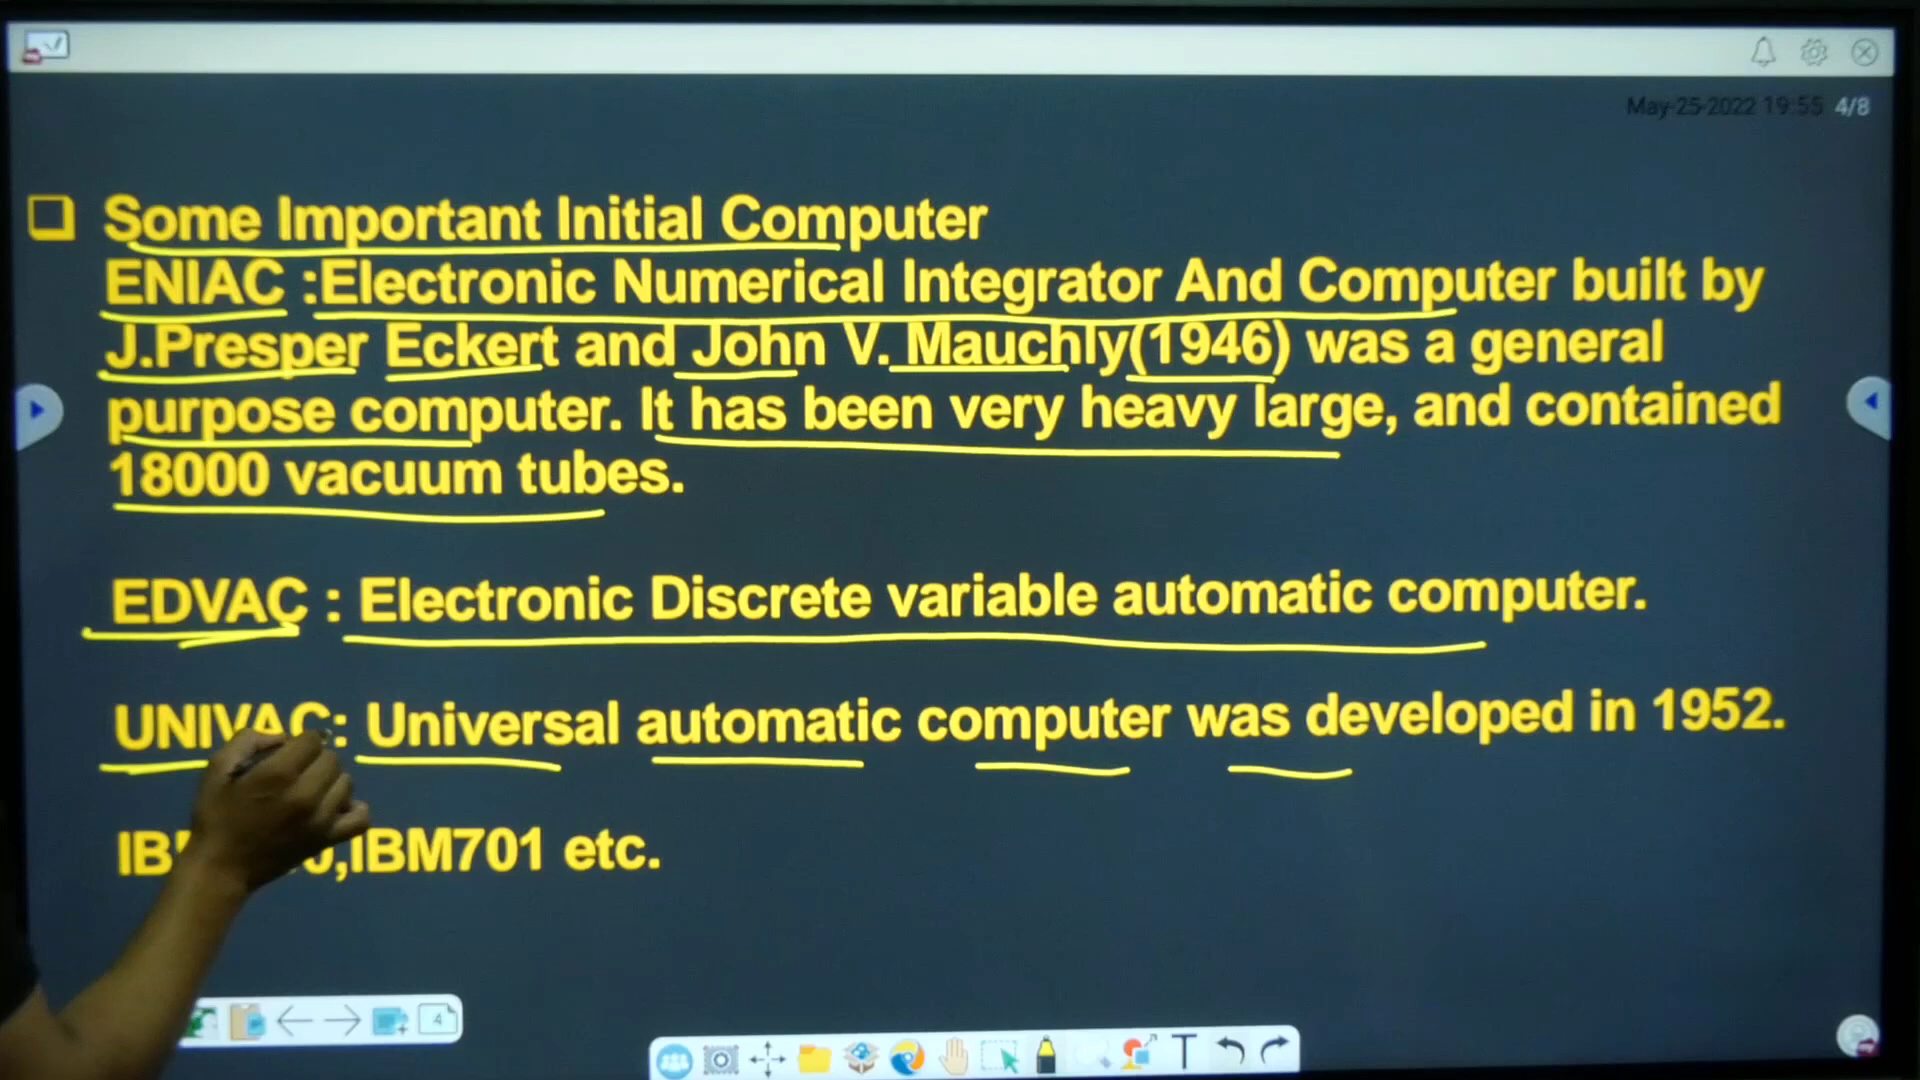 May-25-2022 19:55 4/8
Some Important Initial Computer
ENIAC :Electronic Numerical Integrator And Computer built by
J.Presper Eckert and John V. Mauchly(1946) was a general
purpose computer. It has been very heavy large, and contained
18000 vacuum tubes.
EDVAC : Electronic Discrete variable automatic computer.
UNIVAC: Universal automatic computer was developed in 1952.
,IBM701 etc.
4
T